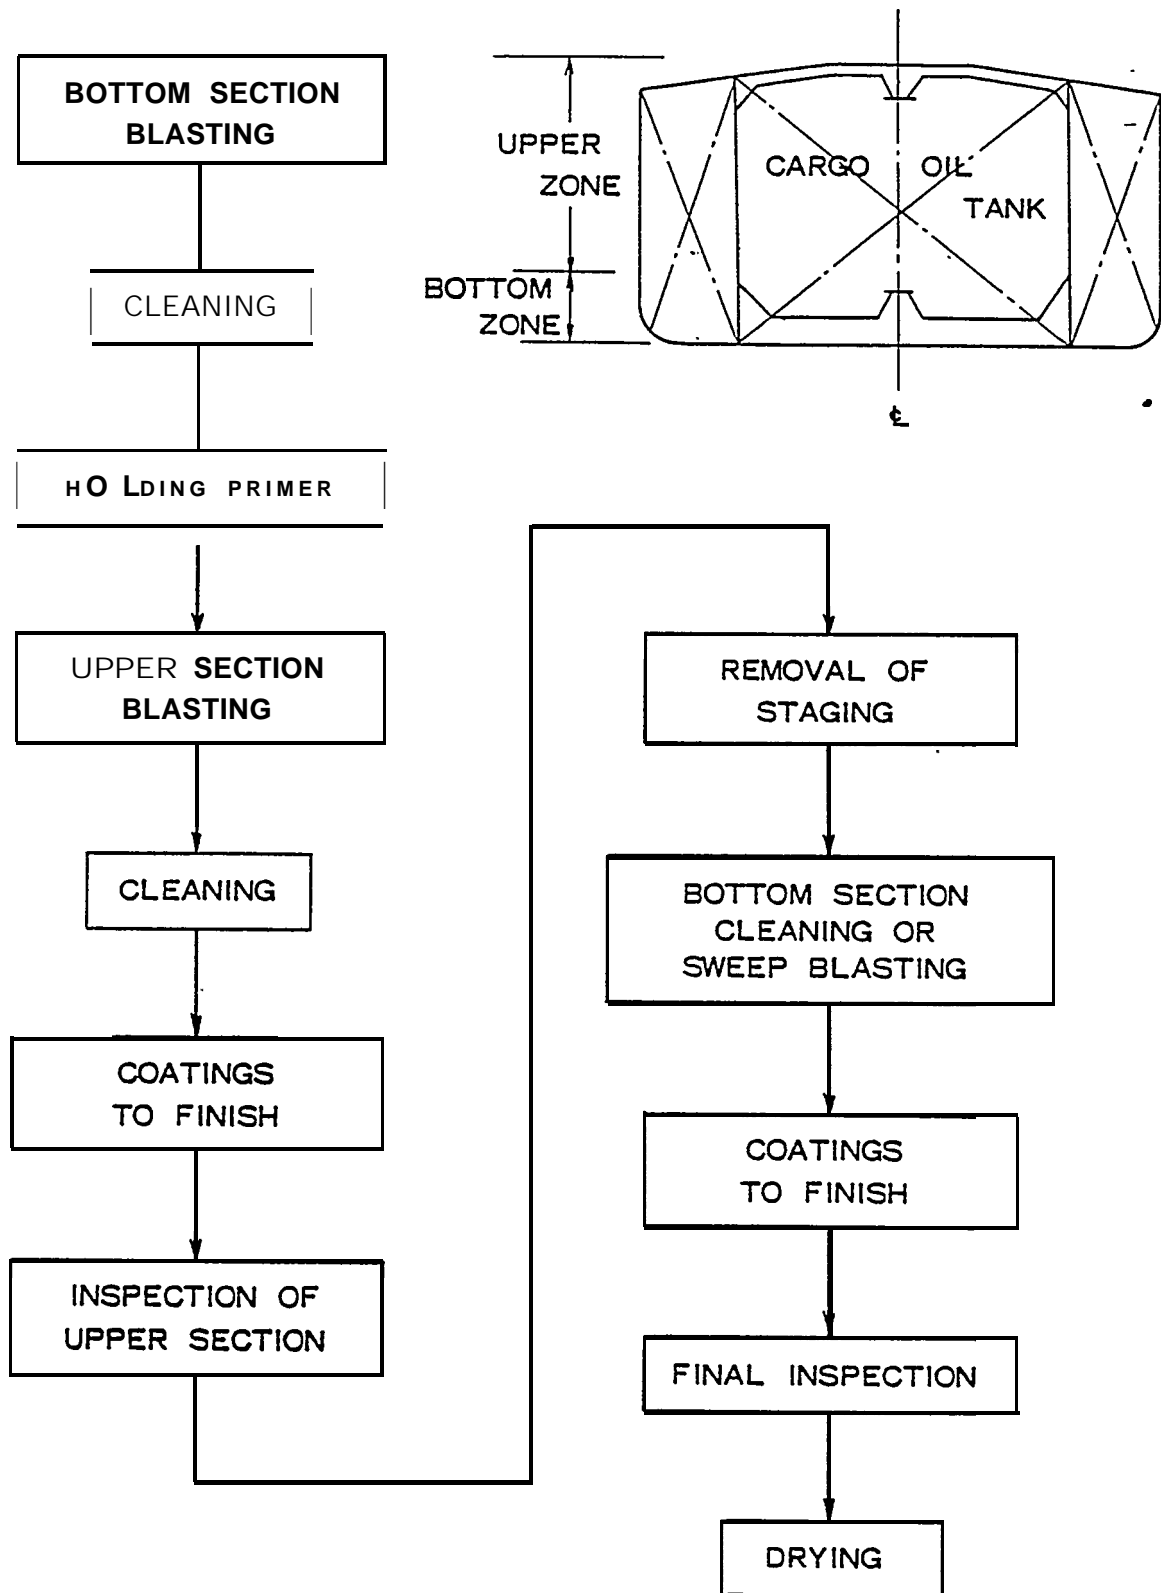 BOTTOM SECTION
BLASTING
CLEANING
hO LDING PRIMER
UPPER SECTION
BLASTING
CLEANING
COATINGS
TO FINISH
INSPECTION OF
UPPER SECTION
UPPER
ZONE
BOTTOM
ZONE
CARGO OIL
TANK
℄
REMOVAL OF
STAGING
BOTTOM SECTION
CLEANING OR
SWEEP BLASTING
COATINGS
TO FINISH
FINAL INSPECTION
DRYING